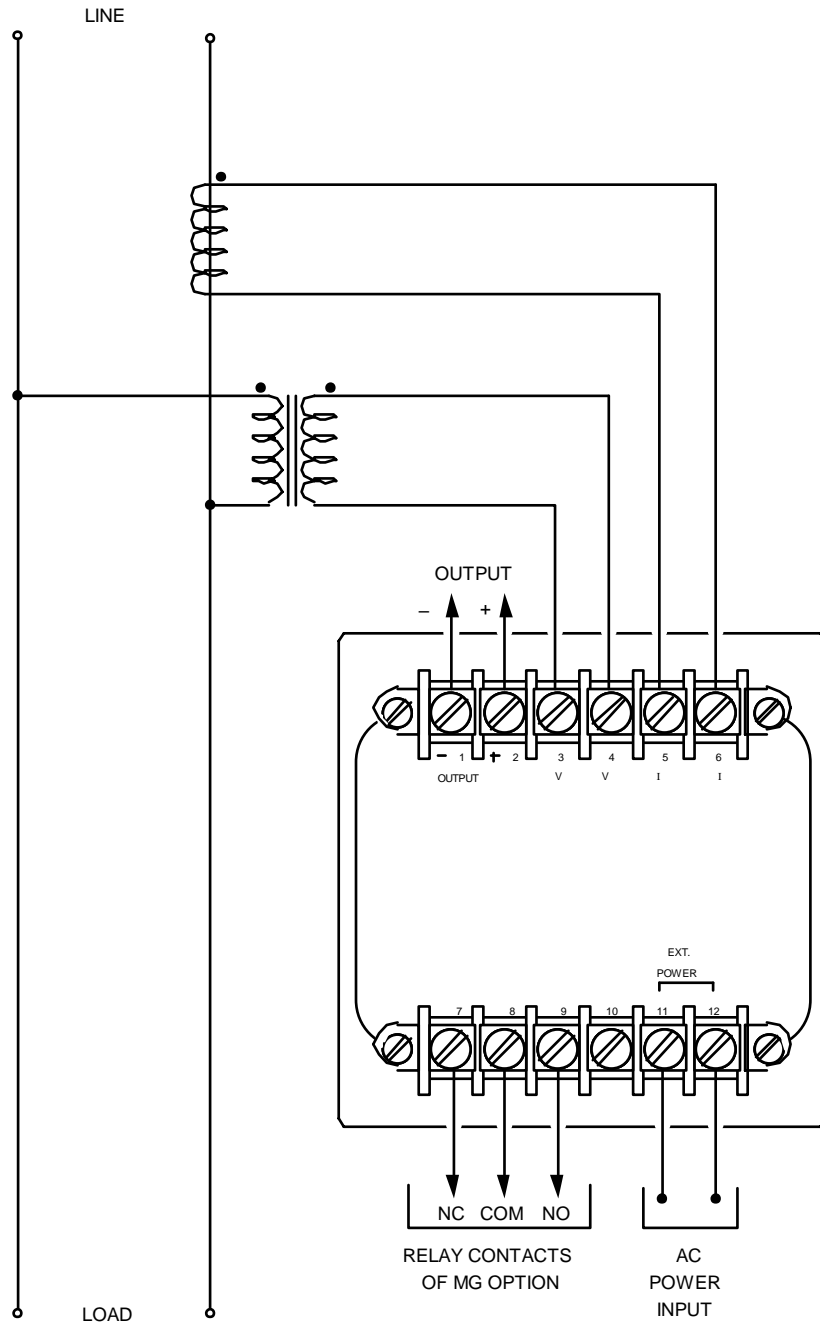 LINE
OUTPUT
– +
– 1 + 2 3 4 5 6
OUTPUT V V I I
EXT.
POWER
7 8 9 10 11 12
NC COM NO
RELAY CONTACTS
OF MG OPTION
AC
POWER
INPUT
LOAD